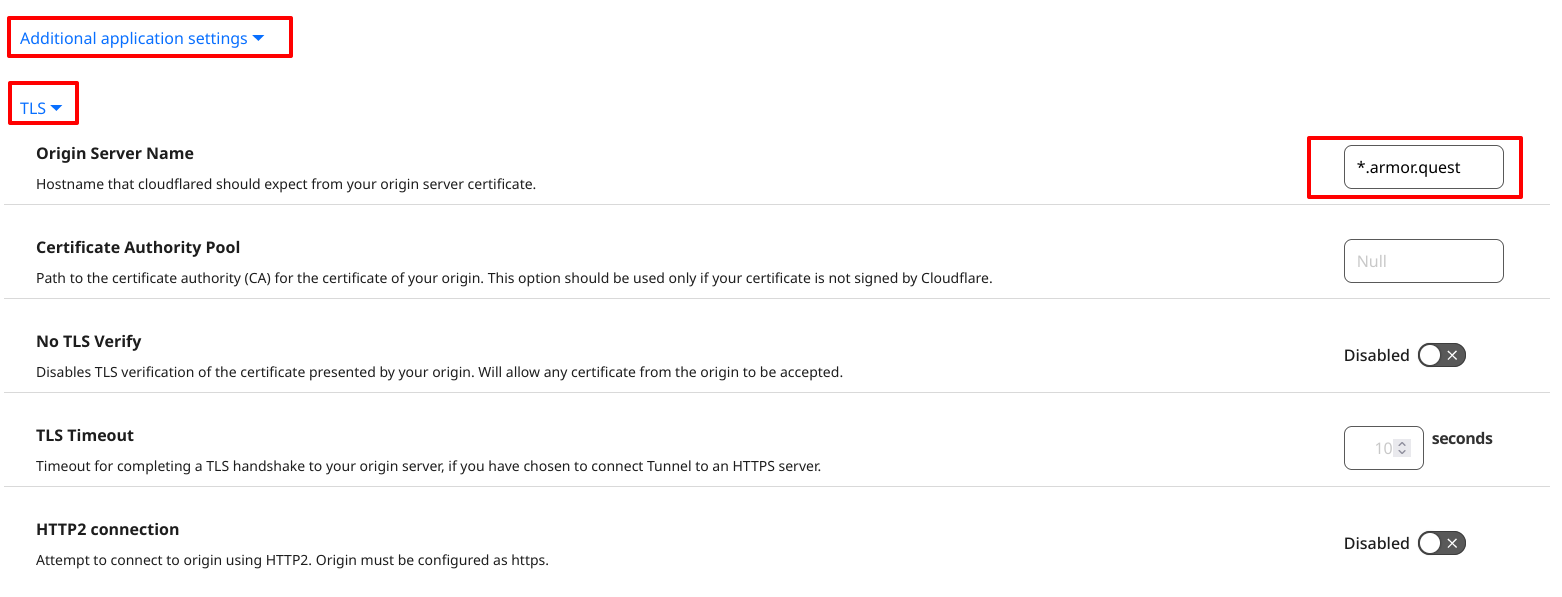 Additional application settings
TLS
Origin Server Name
Hostname that cloudflared should expect from your origin server certificate.
*.armor.quest
Certificate Authority Pool
Path to the certificate authority (CA) for the certificate of your origin. This option should be used only if your certificate is not signed by Cloudflare.
Null
No TLS Verify
Disables TLS verification of the certificate presented by your origin. Will allow any certificate from the origin to be accepted.
Disabled
TLS Timeout
Timeout for completing a TLS handshake to your origin server, if you have chosen to connect Tunnel to an HTTPS server.
10 seconds
HTTP2 connection
Attempt to connect to origin using HTTP2. Origin must be configured as https.
Disabled